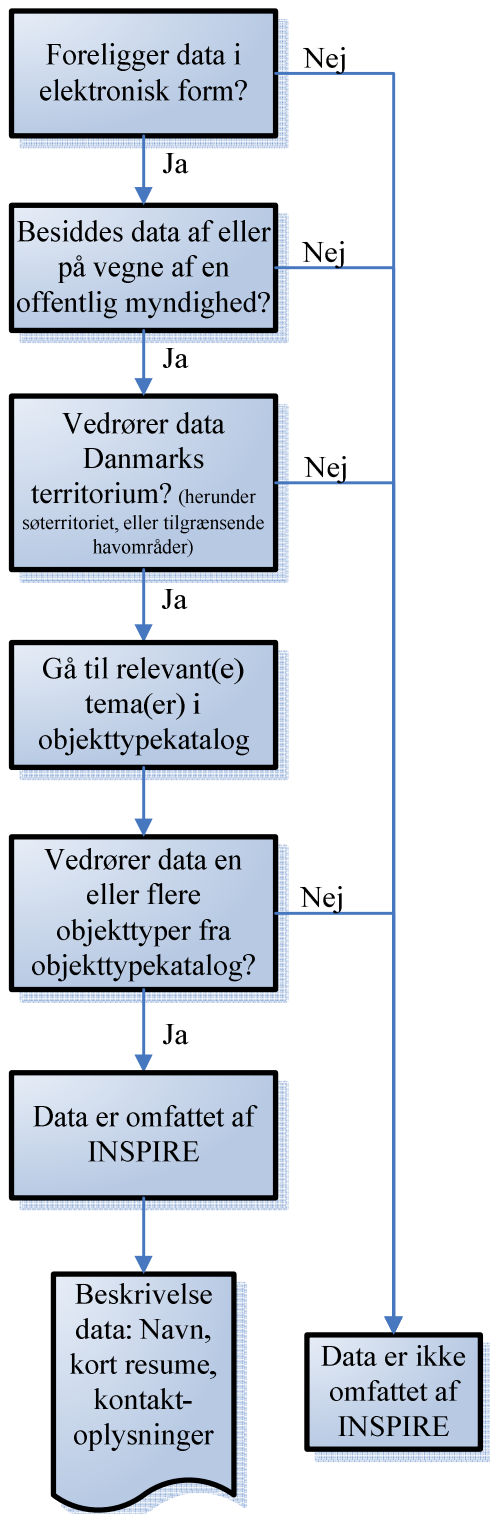 Foreligger data i
elektronisk form?
Nej
Ja
Besiddes data af eller
på vegne af en
offentlig myndighed?
Nej
Ja
Vedrører data
Danmarks
territorium? (herunder
søterritoriet, eller tilgrænsende
havområder)
Nej
Ja
Gå til relevant(e)
tema(er) i
objekttypekatalog
Vedrører data en
eller flere
objekttyper fra
objekttypekatalog?
Nej
Ja
Data er omfattet af
INSPIRE
Beskrivelse
data: Navn,
kort resume,
kontakt-
oplysninger
Data er ikke
omfattet af
INSPIRE